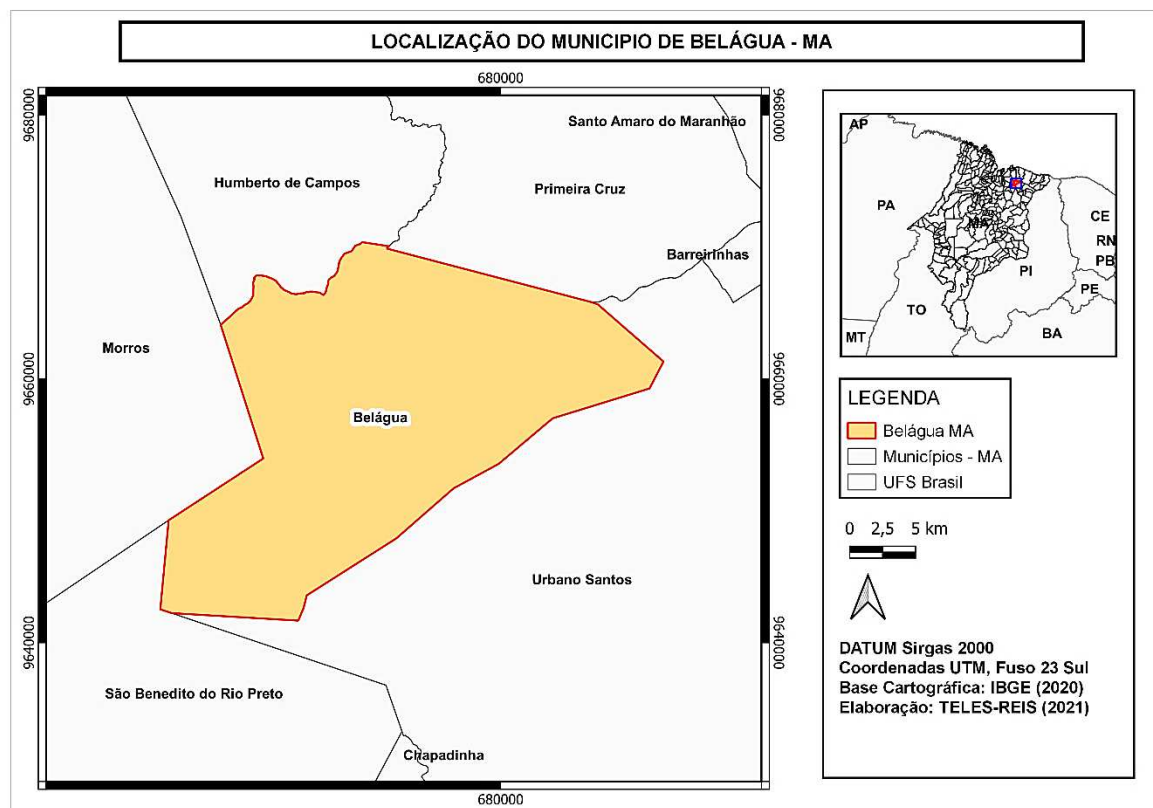 LOCALIZAÇÃO DO MUNICIPIO DE BELÁGUA - MA
680000
9680000
9680000
Santo Amaro do Maranhão
Humberto de Campos
Primeira Cruz
Barreirinhas
Morros
9660000
9660000
Belágua
Urbano Santos
9640000
9640000
São Benedito do Rio Preto
Chapadinha
680000
AP
PA
MA
CE
RN
PB
PI
PE
TO
MT
BA
LEGENDA
Belágua MA
Municípios - MA
UFS Brasil
0 2,5 5 km
DATUM Sirgas 2000
Coordenadas UTM, Fuso 23 Sul
Base Cartográfica: IBGE (2020)
Elaboração: TELES-REIS (2021)